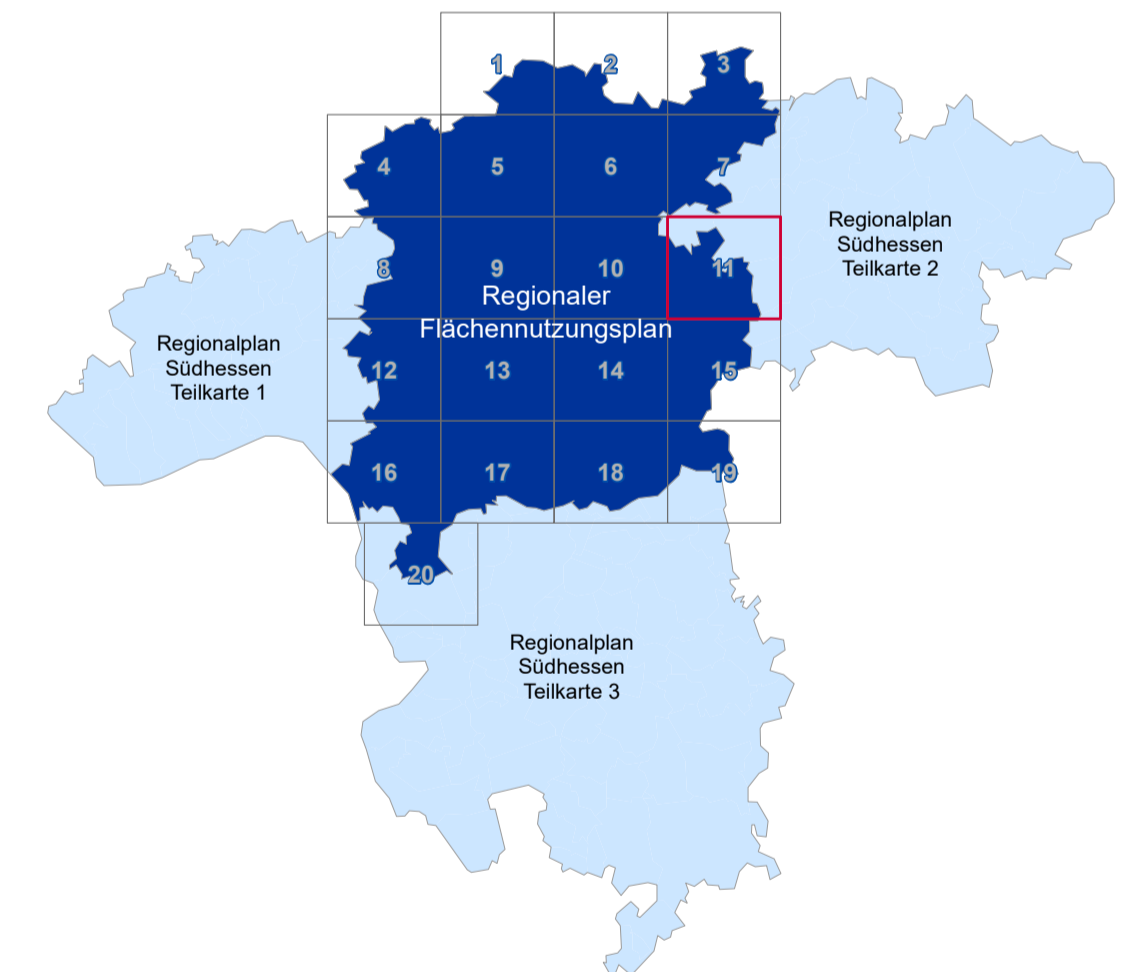 1
2
3
4
5
6
7
Regionalplan
Südhessen
Teilkarte 2
8
9
10
11
Regionaler
Flächennutzungsplan
Regionalplan
Südhessen
Teilkarte 1
12
13
14
15
16
17
18
19
20
Regionalplan
Südhessen
Teilkarte 3